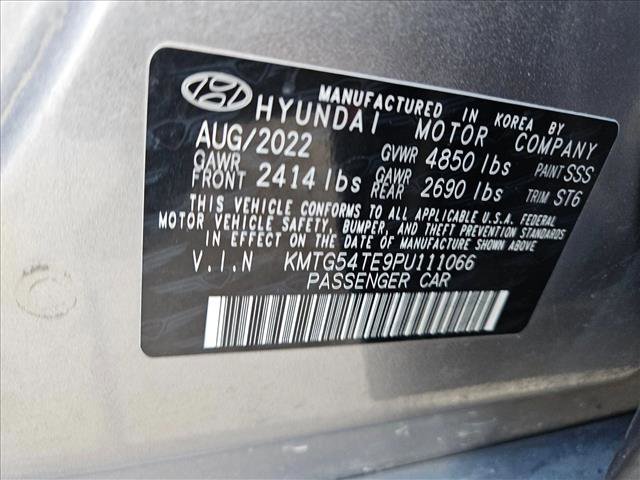 MANUFACTURED IN KOREA BY
HYUNDAI MOTOR COMPANY
AUG/2022 GVWR 4850 lbs PAINT SSS
GAWR FRONT 2414 lbs GAWR REAR 2690 lbs TRIM ST6
THIS VEHICLE CONFORMS TO ALL APPLICABLE U.S.A. FEDERAL
MOTOR VEHICLE SAFETY, BUMPER, AND THEFT PREVENTION STANDARDS
IN EFFECT ON THE DATE OF MANUFACTURE SHOWN ABOVE.
V.I.N KMTG54TE9PU111066
PASSENGER CAR